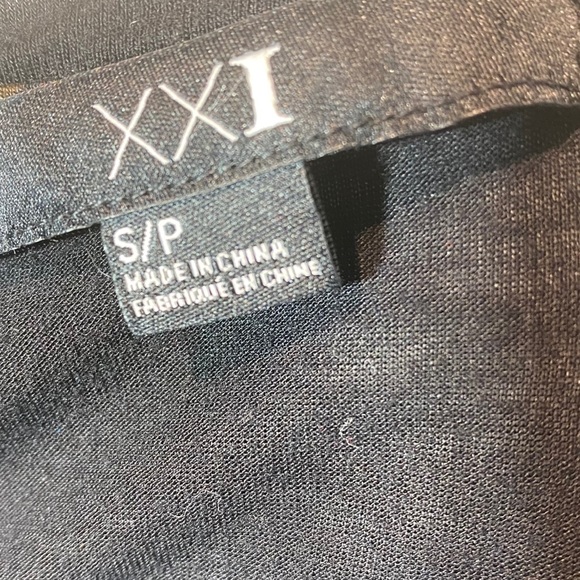 XXI
S/P
MADE IN CHINA
FABRIQUE EN CHINE